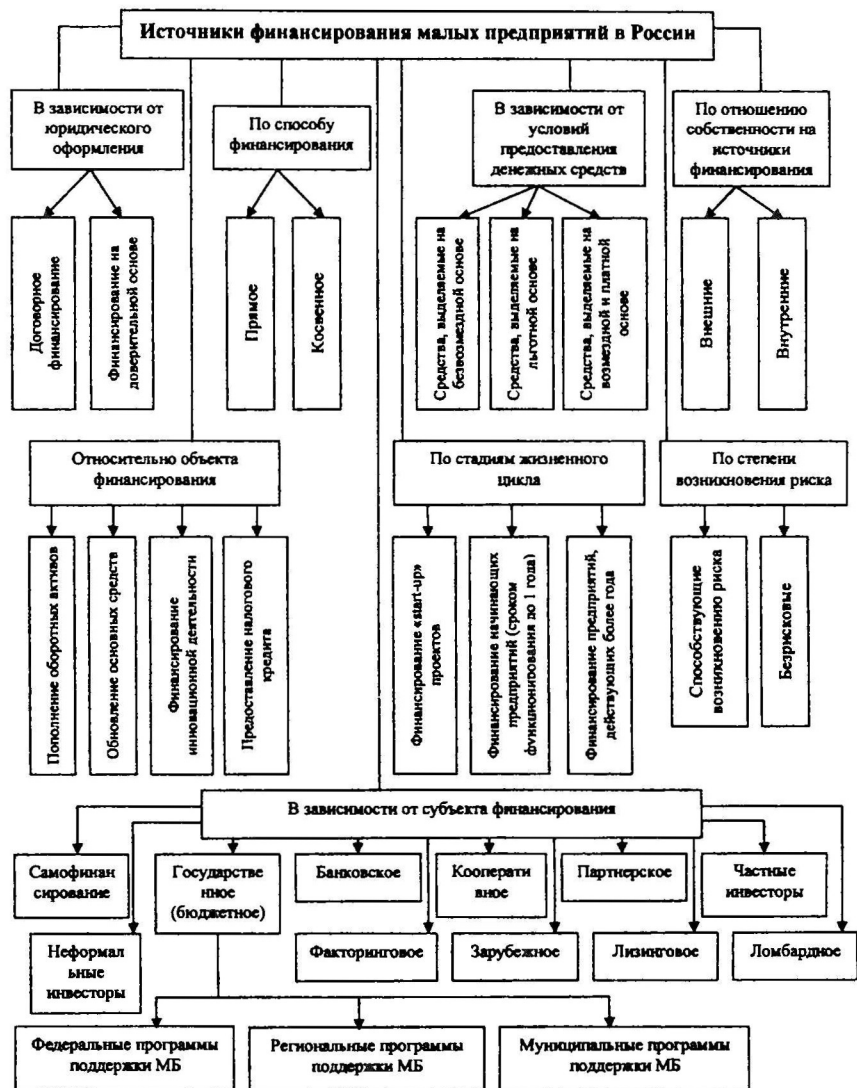 Источники финансирования малых предприятий в России
В зависимости от
юридического
оформления
По способу
финансирования
В зависимости от
условий
предоставления
денежных средств
По отношению
собственности на
источники
финансирования
Договорное
финансирование
Финансирование на
доверительной основе
Прямое
Косвенное
Средства, выделяемые на
безвозмездной основе
Средства, выделяемые на
льготной основе
Средства, выделяемые на
возмездной и платной
основе
Внешние
Внутренние
Относительно объекта
финансирования
По стадиям жизненного
цикла
По степени
возникновения риска
Пополнение оборотных активов
Обновление основных средств
Финансирование
инновационной деятельности
Предоставление налогового
кредита
Финансирование «start-up»
проектов
Финансирование начинающих
предприятий (сроком
функционирования до 1 года)
Финансирование предприятий,
действующих более года
Способствующие
возникновению риска
Безрисковые
В зависимости от субъекта финансирования
Самофинан
сирование
Государстве
нное
(бюджетное)
Банковское
Кооперати
вное
Партнерское
Частные
инвесторы
Неформал
ьные
инвесторы
Факторинговое
Зарубежное
Лизинговое
Ломбардное
Федеральные программы
поддержки МБ
Региональные программы
поддержки МБ
Муниципальные программы
поддержки МБ